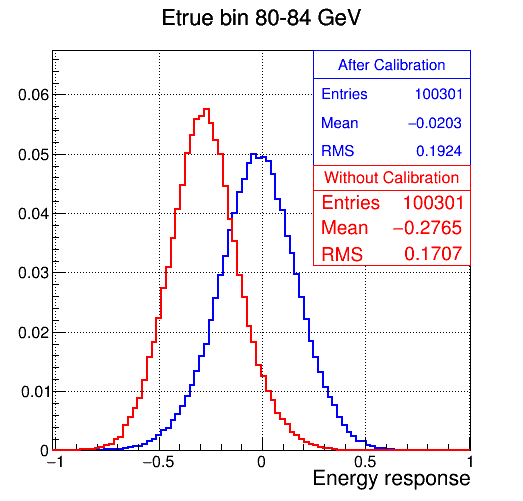 Etrue bin 80-84 GeV
After Calibration
Entries 100301
Mean −0.0203
RMS 0.1924
Without Calibration
Entries 100301
Mean −0.2765
RMS 0.1707
0.06
0.05
0.04
0.03
0.02
0.01
0
−1 −0.5 0 0.5 1
Energy response